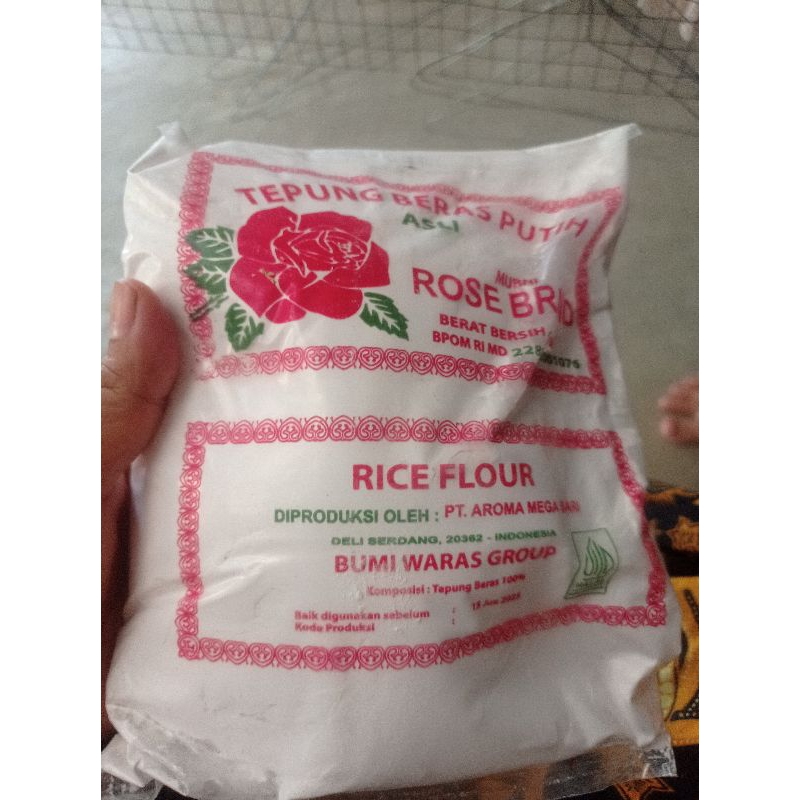 TEPUNG BERAS PUTIH
Asli
ROSE BRAND
BERAT BERSIH
BPOM RI MD
RICE FLOUR
DIPRODUKSI OLEH : PT. AROMA MEGA SARI
DELI SERDANG, 20362 - INDONESIA
BUMI WARAS GROUP
Komposisi : Tepung Beras 100%
Baik digunakan sebelum :
Kode Produksi :